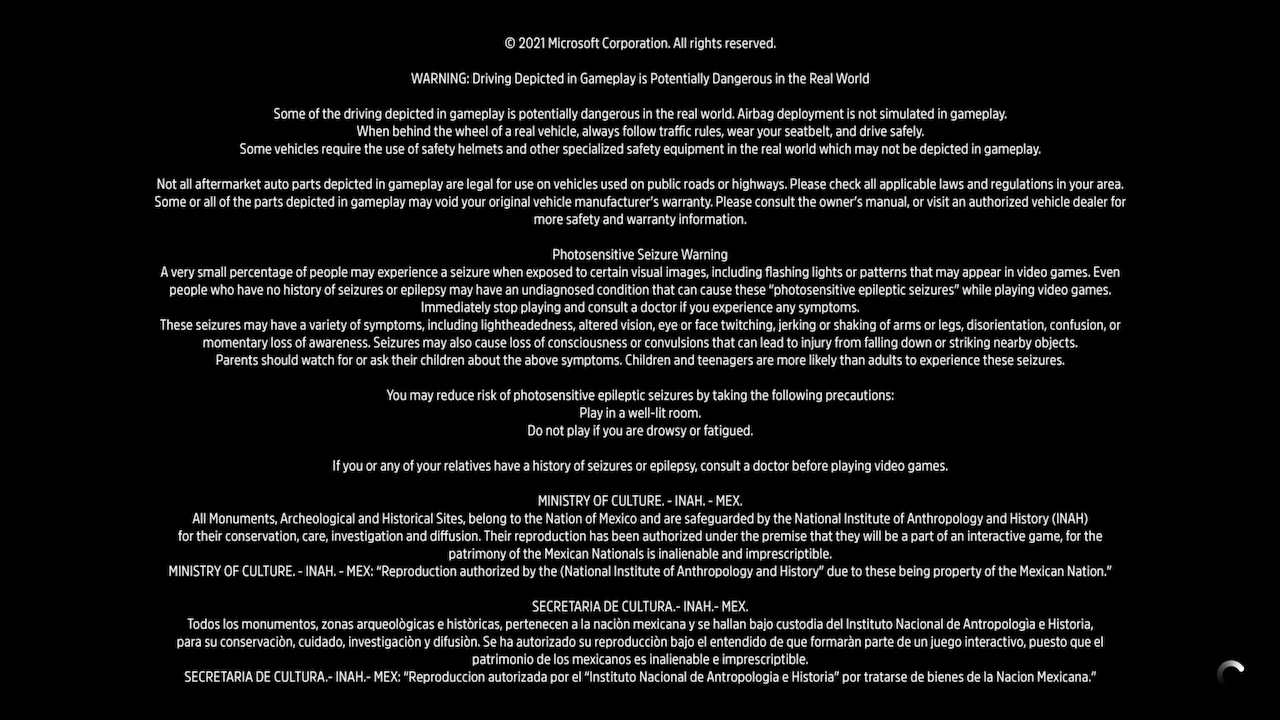 © 2021 Microsoft Corporation. All rights reserved.
WARNING: Driving Depicted in Gameplay is Potentially Dangerous in the Real World
Some of the driving depicted in gameplay is potentially dangerous in the real world. Airbag deployment is not simulated in gameplay.
When behind the wheel of a real vehicle, always follow traffic rules, wear your seatbelt, and drive safely.
Some vehicles require the use of safety helmets and other specialized safety equipment in the real world which may not be depicted in gameplay.
Not all aftermarket auto parts depicted in gameplay are legal for use on vehicles used on public roads or highways. Please check all applicable laws and regulations in your area.
Some or all of the parts depicted in gameplay may void your original vehicle manufacturer's warranty. Please consult the owner's manual, or visit an authorized vehicle dealer for
more safety and warranty information.
Photosensitive Seizure Warning
A very small percentage of people may experience a seizure when exposed to certain visual images, including flashing lights or patterns that may appear in video games. Even
people who have no history of seizures or epilepsy may have an undiagnosed condition that can cause these "photosensitive epileptic seizures" while playing video games.
Immediately stop playing and consult a doctor if you experience any symptoms.
These seizures may have a variety of symptoms, including lightheadedness, altered vision, eye or face twitching, jerking or shaking of arms or legs, disorientation, confusion, or
momentary loss of awareness. Seizures may also cause loss of consciousness or convulsions that can lead to injury from falling down or striking nearby objects.
Parents should watch for or ask their children about the above symptoms. Children and teenagers are more likely than adults to experience these seizures.
You may reduce risk of photosensitive epileptic seizures by taking the following precautions:
Play in a well-lit room.
Do not play if you are drowsy or fatigued.
If you or any of your relatives have a history of seizures or epilepsy, consult a doctor before playing video games.
MINISTRY OF CULTURE. - INAH. - MEX.
All Monuments, Archeological and Historical Sites, belong to the Nation of Mexico and are safeguarded by the National Institute of Anthropology and History (INAH)
for their conservation, care, investigation and diffusion. Their reproduction has been authorized under the premise that they will be a part of an interactive game, for the
patrimony of the Mexican Nationals is inalienable and imprescriptible.
MINISTRY OF CULTURE. - INAH. - MEX: "Reproduction authorized by the (National Institute of Anthropology and History" due to these being property of the Mexican Nation."
SECRETARIA DE CULTURA.- INAH.- MEX.
Todos los monumentos, zonas arqueològicas e històricas, pertenecen a la naciòn mexicana y se hallan bajo custodia del Instituto Nacional de Antropologìa e Historia,
para su conservaciòn, cuidado, investigaciòn y difusiòn. Se ha autorizado su reproducciòn bajo el entendido de que formaràn parte de un juego interactivo, puesto que el
patrimonio de los mexicanos es inalienable e imprescriptible.
SECRETARIA DE CULTURA.- INAH.- MEX: "Reproduccion autorizada por el "Instituto Nacional de Antropologia e Historia" por tratarse de bienes de la Nacion Mexicana."